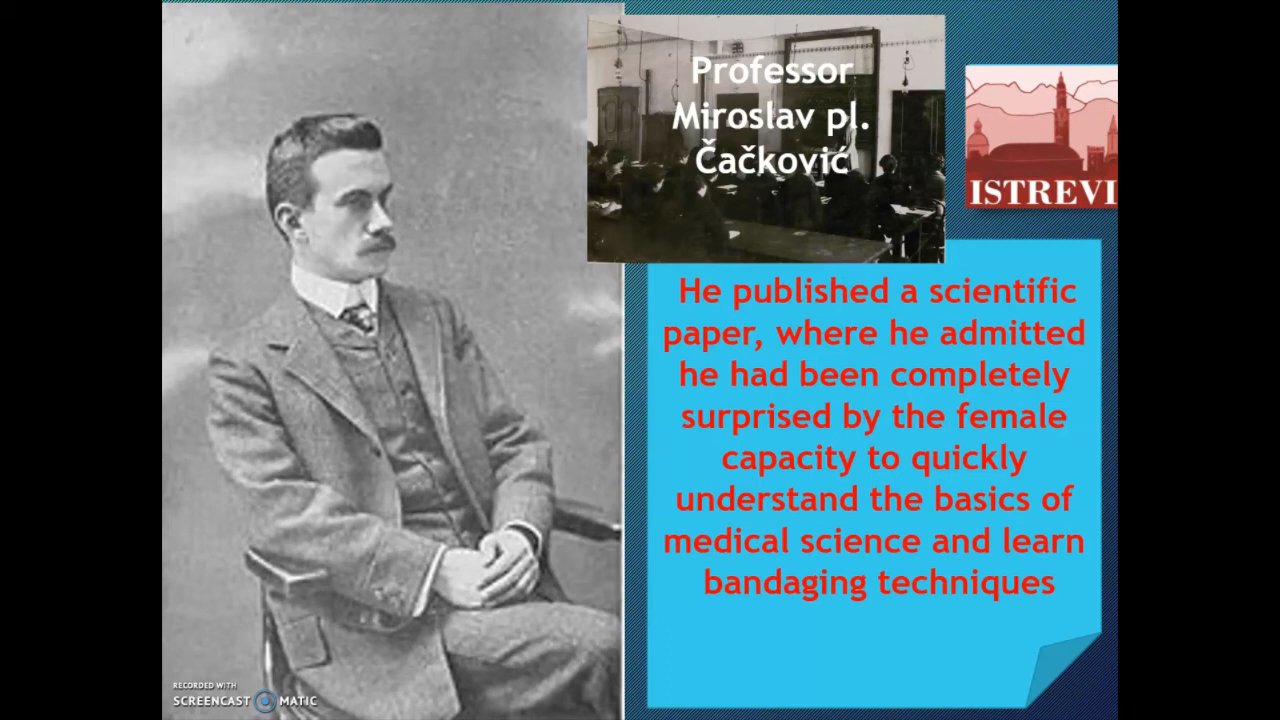 Professor
Miroslav pl.
Čačković
ISTREVI
He published a scientific
paper, where he admitted
he had been completely
surprised by the female
capacity to quickly
understand the basics of
medical science and learn
bandaging techniques
RECORDED WITH
SCREENCAST MATIC